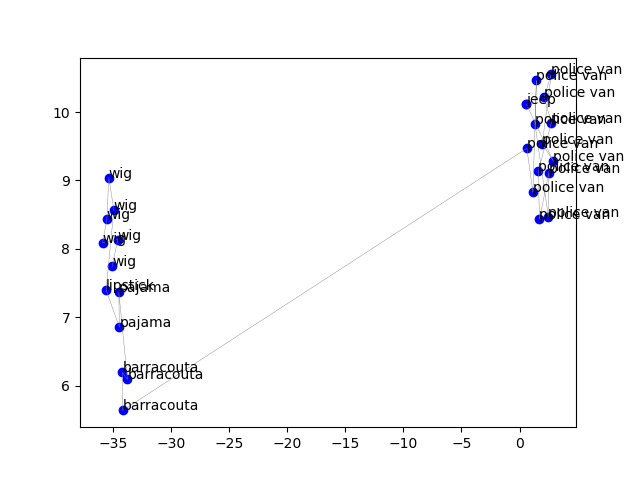 police van
police van
police van
jeep
police van
police van
police van
police van
police van
police van
police van
police van
police van
police van
police van
wig
wig
wig
wig
wig
wig
lipstick
pajama
pajama
barracouta
barracouta
barracouta
10
9
8
7
6
−35
−30
−25
−20
−15
−10
−5
0